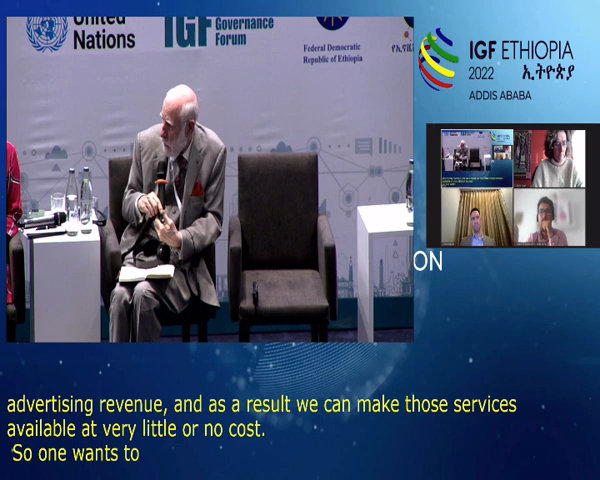 United
Nations
IGF
Governance
Forum
Federal Democratic
Republic of Ethiopia
IGF ETHIOPIA
2022 ኢትዮጵያ
ADDIS ABABA
ON
advertising revenue, and as a result we can make those services
available at very little or no cost.
So one wants to